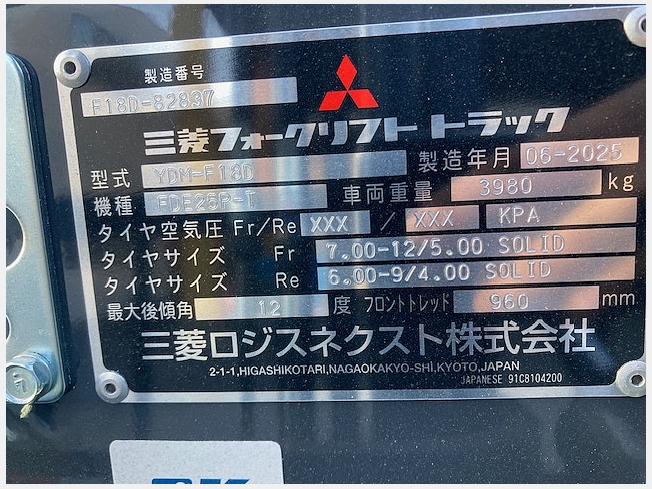 製造番号
F18D-82837
三菱フォークリフト トラック
型式 YDM-F18D 製造年月 06-2025
機種 FDE25P-T 車両重量 3980 kg
タイヤ空気圧 Fr/Re XXX / XXX KPA
タイヤサイズ Fr 7.00-12/5.00 SOLID
タイヤサイズ Re 6.00-9/4.00 SOLID
最大後傾角 12 度 フロントトレッド 960 mm
三菱ロジスネクスト株式会社
2-1-1,HIGASHIKOTARI,NAGAOKAKYO-SHI,KYOTO,JAPAN
JAPANESE 91C8104200